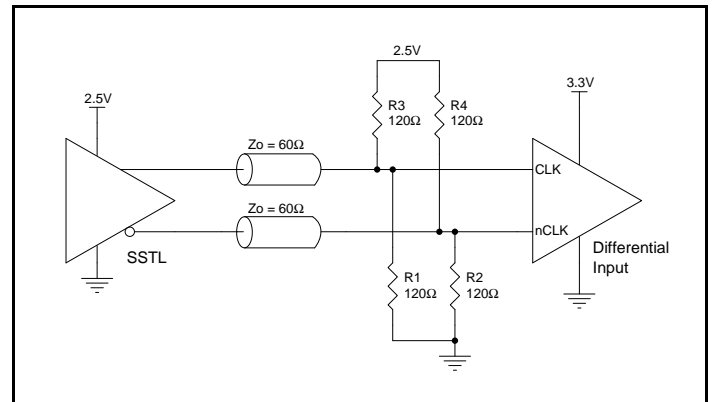 2.5V
3.3V
2.5V
R3
120Ω
R4
120Ω
Zo = 60Ω
CLK
Zo = 60Ω
nCLK
Differential
Input
SSTL
R1
120Ω
R2
120Ω